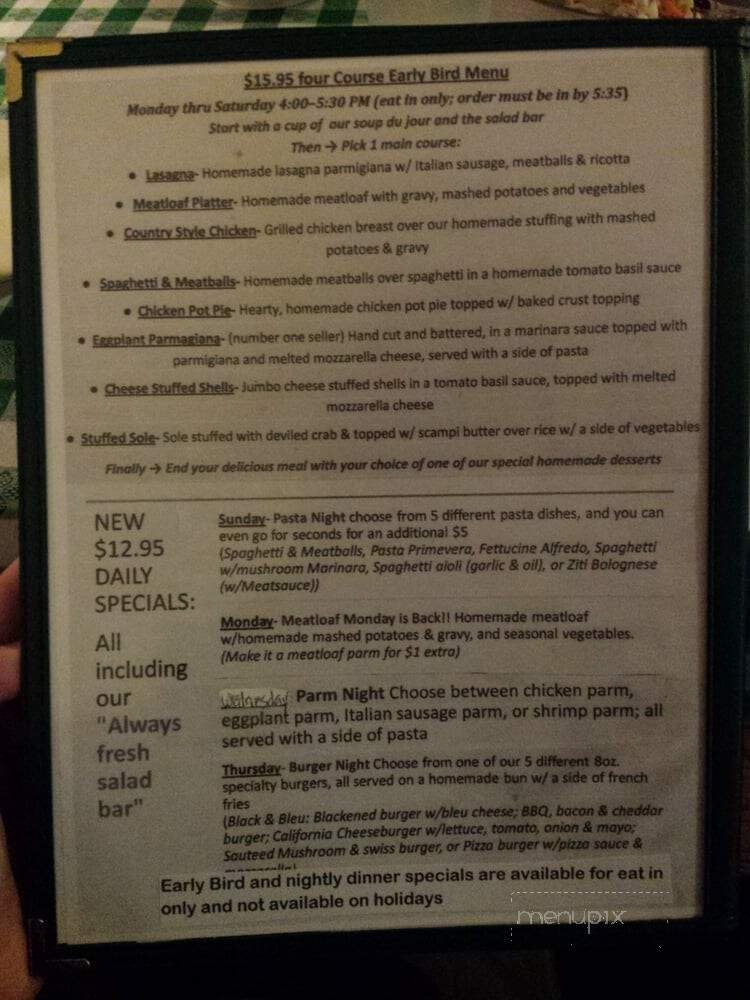 $15.95 four Course Early Bird Menu
Monday thru Saturday 4:00–5:30 PM (eat in only; order must be in by 5:35)
Start with a cup of our soup du jour and the salad bar
Then → Pick 1 main course:
• Lasagna- Homemade lasagna parmigiana w/ Italian sausage, meatballs & ricotta
• Meatloaf Platter- Homemade meatloaf with gravy, mashed potatoes and vegetables
• Country Style Chicken- Grilled chicken breast over our homemade stuffing with mashed
potatoes & gravy
• Spaghetti & Meatballs- Homemade meatballs over spaghetti in a homemade tomato basil sauce
• Chicken Pot Pie- Hearty, homemade chicken pot pie topped w/ baked crust topping
• Eggplant Parmagiana- (number one seller) Hand cut and battered, in a marinara sauce topped with
parmigiana and melted mozzarella cheese, served with a side of pasta
• Cheese Stuffed Shells- Jumbo cheese stuffed shells in a tomato basil sauce, topped with melted
mozzarella cheese
• Stuffed Sole- Sole stuffed with deviled crab & topped w/ scampi butter over rice w/ a side of vegetables
Finally → End your delicious meal with your choice of one of our special homemade desserts
NEW
$12.95
DAILY
SPECIALS:
All
including
our
"Always
fresh
salad
bar"
Sunday- Pasta Night choose from 5 different pasta dishes, and you can
even go for seconds for an additional $5
(Spaghetti & Meatballs, Pasta Primevera, Fettucine Alfredo, Spaghetti
w/mushroom Marinara, Spaghetti aioli (garlic & oil), or Ziti Bolognese
(w/Meatsauce))
Monday- Meatloaf Monday is Back!! Homemade meatloaf
w/homemade mashed potatoes & gravy, and seasonal vegetables.
(Make it a meatloaf parm for $1 extra)
Wednesday Parm Night Choose between chicken parm,
eggplant parm, Italian sausage parm, or shrimp parm; all
served with a side of pasta
Thursday- Burger Night Choose from one of our 5 different 8oz.
specialty burgers, all served on a homemade bun w/ a side of french
fries
(Black & Bleu: Blackened burger w/bleu cheese; BBQ, bacon & cheddar
burger; California Cheeseburger w/lettuce, tomato, onion & mayo;
Sauteed Mushroom & swiss burger, or Pizza burger w/pizza sauce &
Early Bird and nightly dinner specials are available for eat in
only and not available on holidays
menupix